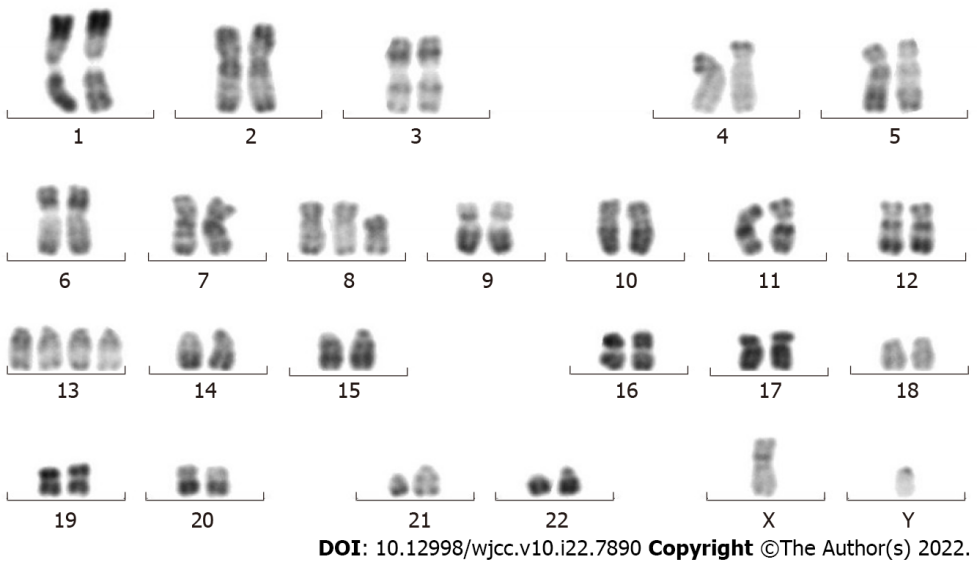 1 2 3 4 5
6 7 8 9 10 11 12
13 14 15 16 17 18
19 20 21 22 X Y
DOI: 10.12998/wjcc.v10.i22.7890 Copyright ©The Author(s) 2022.